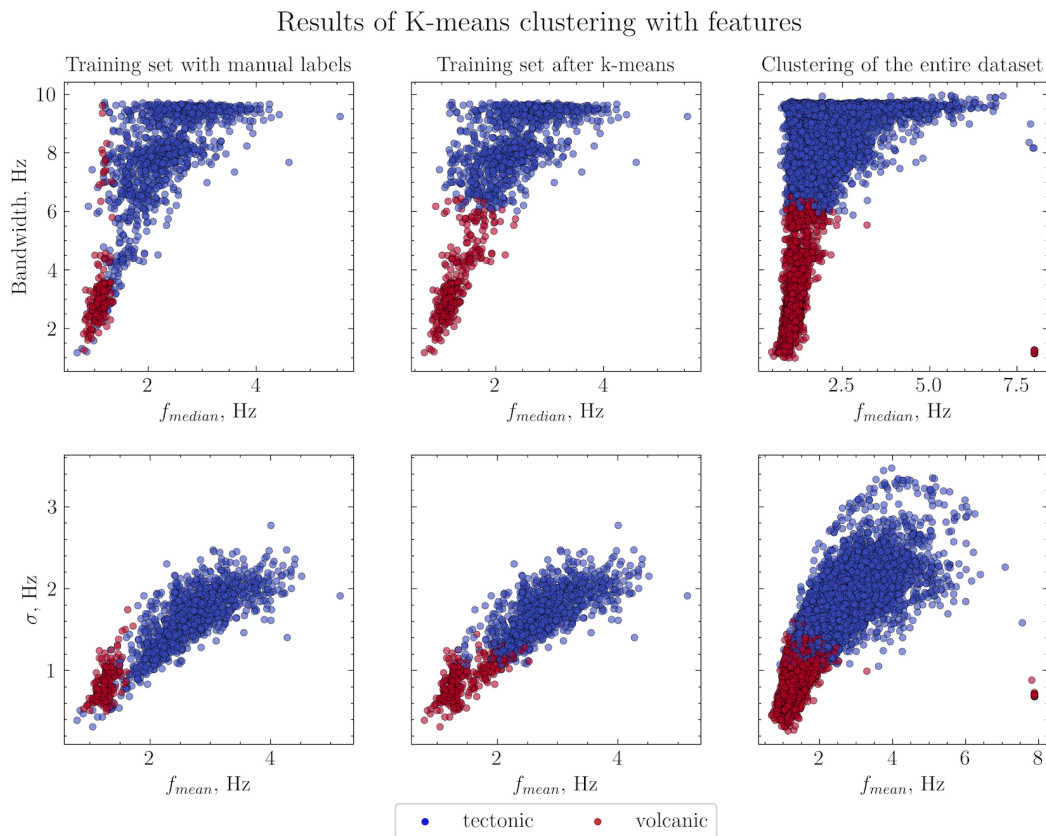 Results of K-means clustering with features
Training set with manual labels
Training set after k-means
Clustering of the entire dataset
10
8
6
4
2
Bandwidth, Hz
2
4
f_median, Hz
2
4
f_median, Hz
2.5
5.0
7.5
f_median, Hz
3
2
1
σ, Hz
2
4
f_mean, Hz
2
4
f_mean, Hz
2
4
6
8
f_mean, Hz
tectonic
volcanic